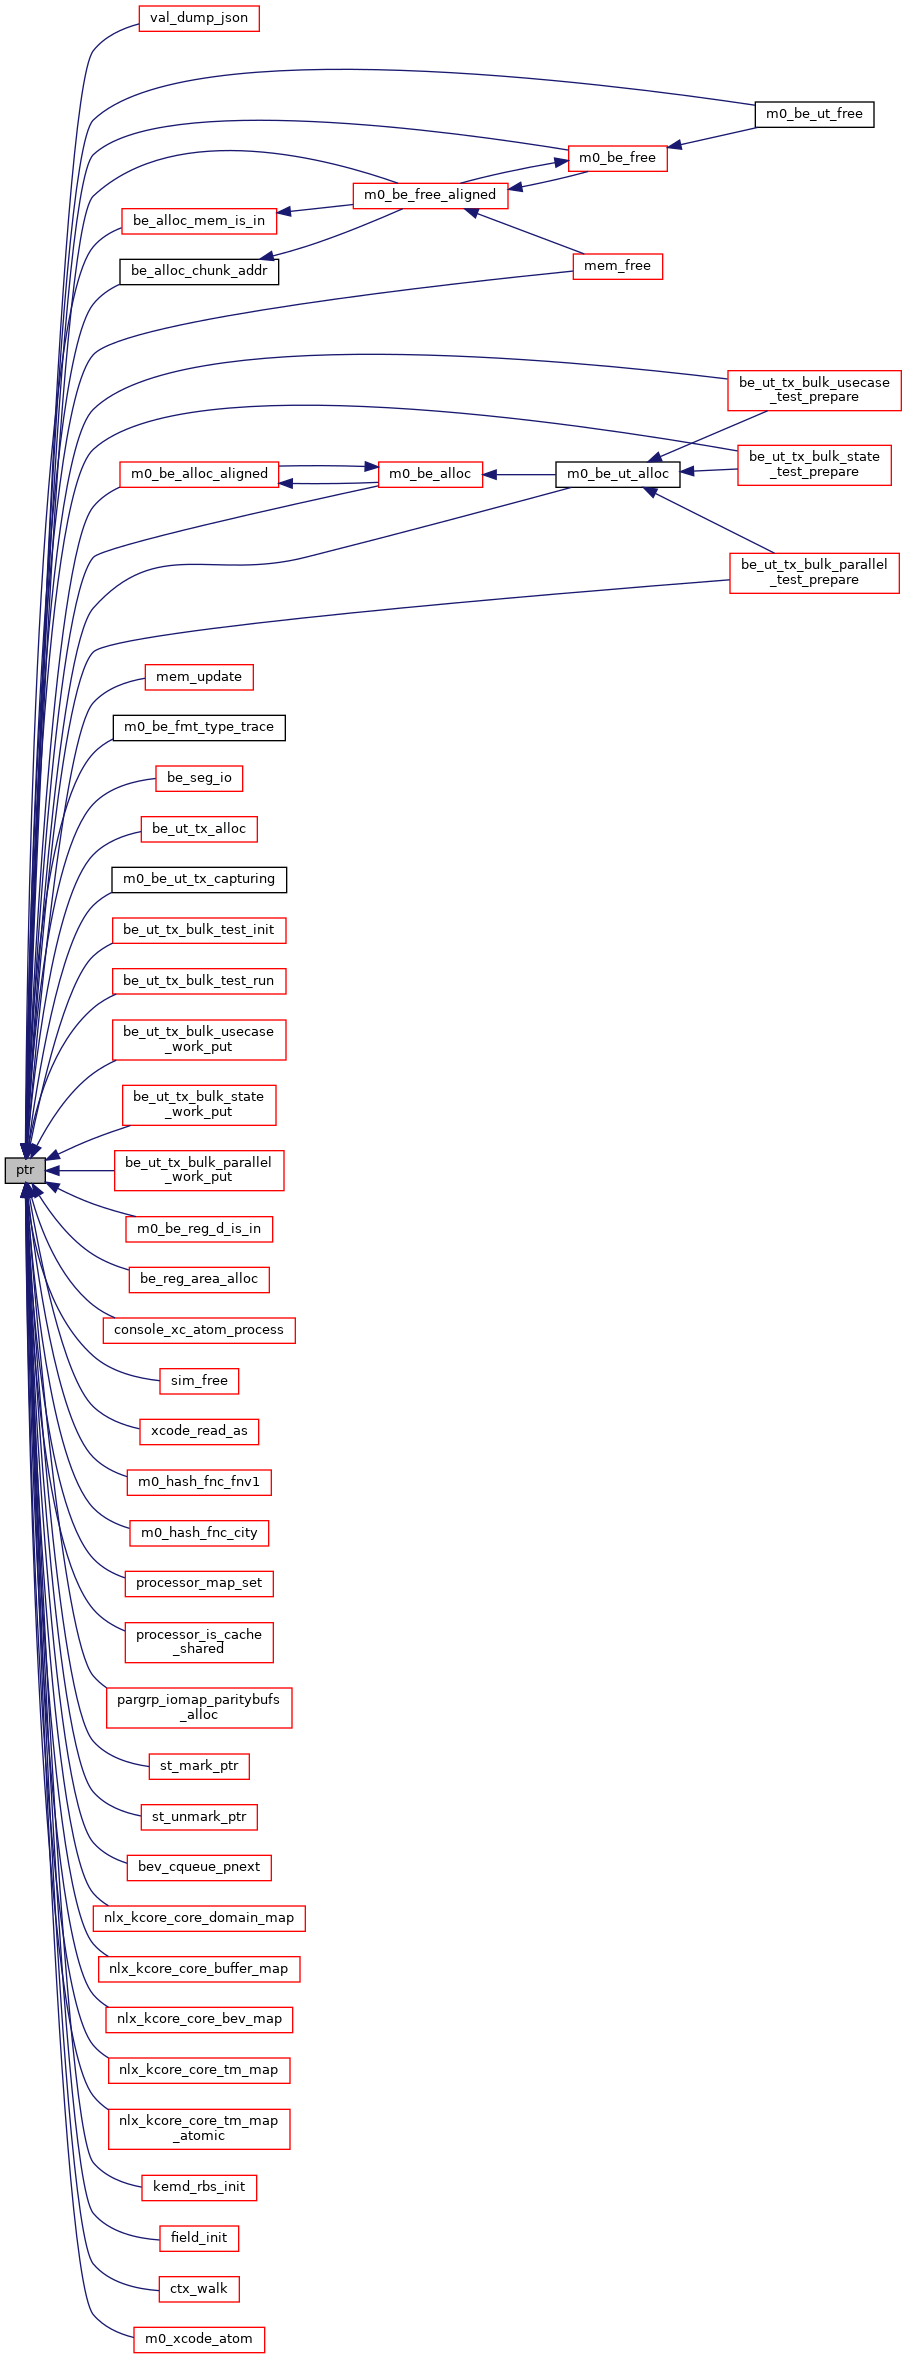 val_dump_json
m0_be_ut_free
m0_be_free
m0_be_free_aligned
be_alloc_mem_is_in
be_alloc_chunk_addr
mem_free
be_ut_tx_bulk_usecase
_test_prepare
be_ut_tx_bulk_state
_test_prepare
m0_be_alloc_aligned
m0_be_alloc
m0_be_ut_alloc
be_ut_tx_bulk_parallel
_test_prepare
mem_update
m0_be_fmt_type_trace
be_seg_io
be_ut_tx_alloc
m0_be_ut_tx_capturing
be_ut_tx_bulk_test_init
be_ut_tx_bulk_test_run
be_ut_tx_bulk_usecase
_work_put
be_ut_tx_bulk_state
_work_put
ptr
be_ut_tx_bulk_parallel
_work_put
m0_be_reg_d_is_in
be_reg_area_alloc
console_xc_atom_process
sim_free
xcode_read_as
m0_hash_fnc_fnv1
m0_hash_fnc_city
processor_map_set
processor_is_cache
_shared
pargrp_iomap_paritybufs
_alloc
st_mark_ptr
st_unmark_ptr
bev_cqueue_pnext
nlx_kcore_core_domain_map
nlx_kcore_core_buffer_map
nlx_kcore_core_bev_map
nlx_kcore_core_tm_map
nlx_kcore_core_tm_map
_atomic
kemd_rbs_init
field_init
ctx_walk
m0_xcode_atom